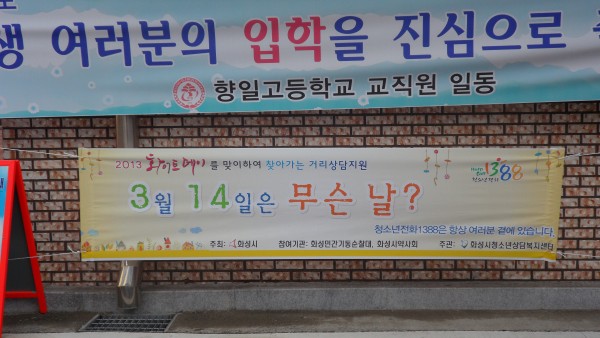 생 여러분의 입학을 진심으로
향일고등학교 교직원 일동
2013 화이트데이를 맞이하여 찾아가는 거리상담지원
1388
청소년전화
3월 14일은 무슨 날?
청소년전화1388은 항상 여러분 곁에 있습니다.
주최: 화성시 참여기관: 화성민간기동순찰대, 화성시약사회 주관: 화성시청소년상담복지센터